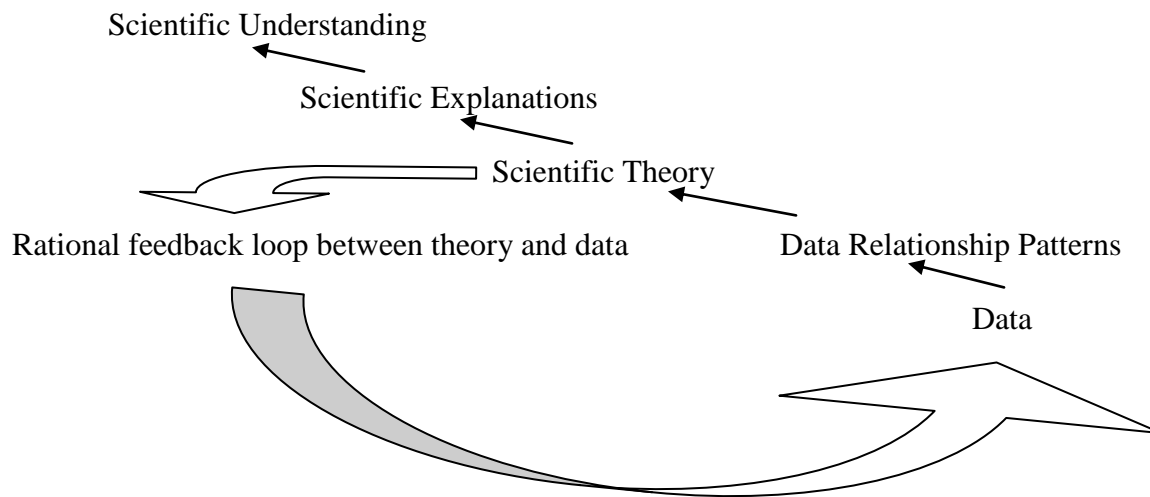 Scientific Understanding
Scientific Explanations
Scientific Theory
Rational feedback loop between theory and data
Data Relationship Patterns
Data